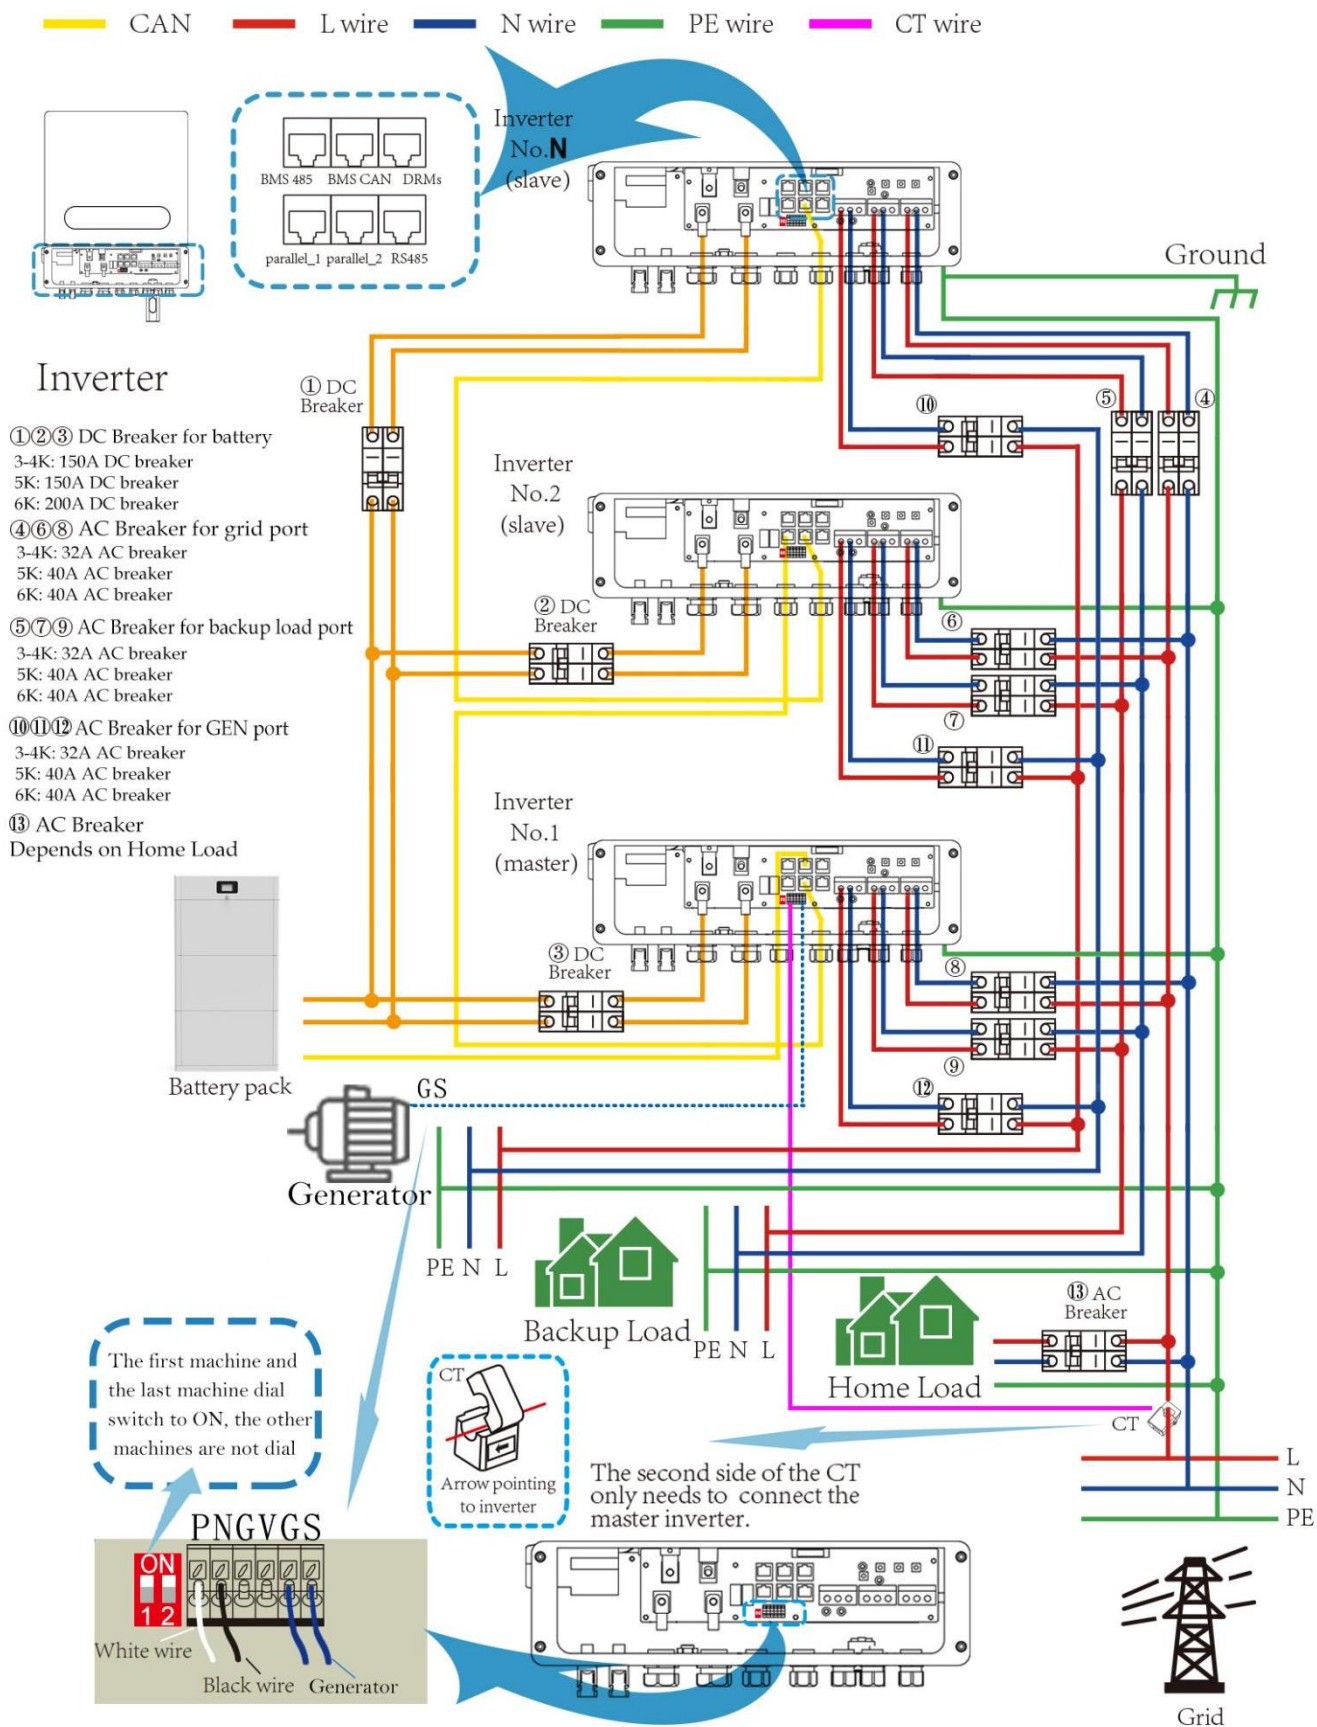 CAN
L wire
N wire
PE wire
CT wire
BMS 485
BMS CAN
DRMs
parallel_1
parallel_2
RS485
Inverter
No.N
(slave)
Ground
Inverter
①②③ DC Breaker for battery
3-4K: 150A DC breaker
5K: 150A DC breaker
6K: 200A DC breaker
④⑥⑧ AC Breaker for grid port
3-4K: 32A AC breaker
5K: 40A AC breaker
6K: 40A AC breaker
⑤⑦⑨ AC Breaker for backup load port
3-4K: 32A AC breaker
5K: 40A AC breaker
6K: 40A AC breaker
⑩⑪⑫ AC Breaker for GEN port
3-4K: 32A AC breaker
5K: 40A AC breaker
6K: 40A AC breaker
⑬ AC Breaker
Depends on Home Load
① DC
Breaker
⑩
⑤
④
Inverter
No.2
(slave)
② DC
Breaker
⑥
⑦
⑪
Inverter
No.1
(master)
③ DC
Breaker
⑧
⑨
⑫
Battery pack
GS
Generator
PE N L
Backup Load
PE N L
⑬ AC
Breaker
Home Load
CT
L
N
PE
Grid
The first machine and
the last machine dial
switch to ON, the other
machines are not dial
CT
Arrow pointing
to inverter
The second side of the CT
only needs to connect the
master inverter.
PNGVGS
ON
1 2
White wire
Black wire
Generator